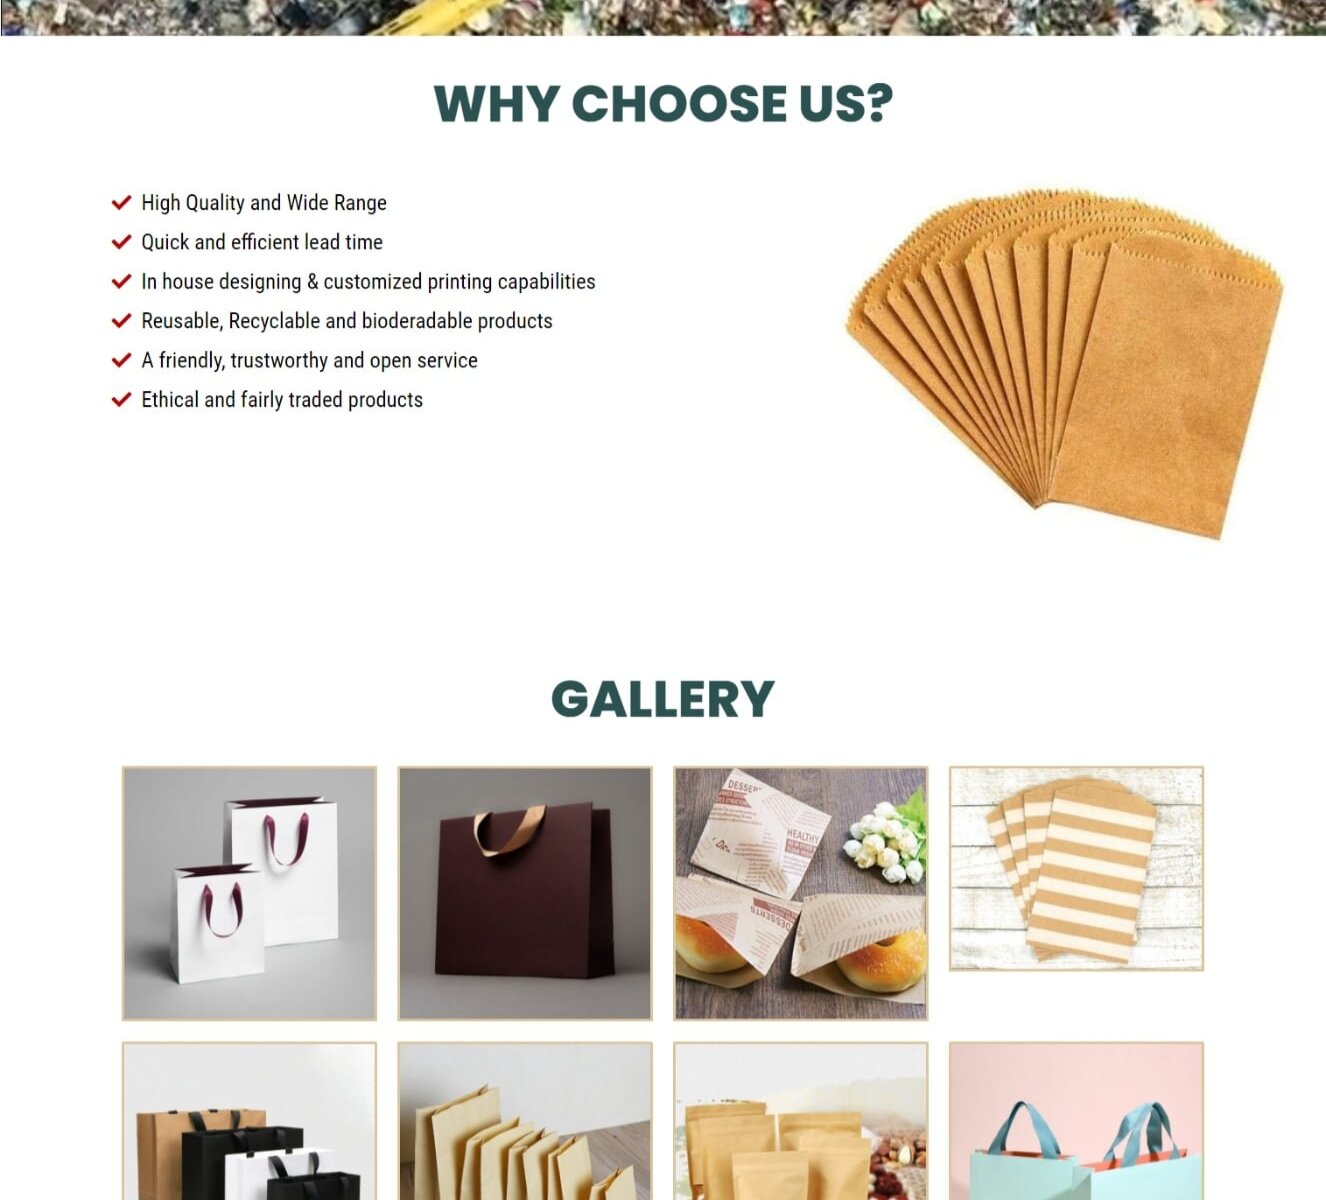 WHY CHOOSE US?
High Quality and Wide Range
Quick and efficient lead time
In house designing & customized printing capabilities
Reusable, Recyclable and bioderadable products
A friendly, trustworthy and open service
Ethical and fairly traded products
GALLERY
DESSER
HEALTHY
DESSERTS